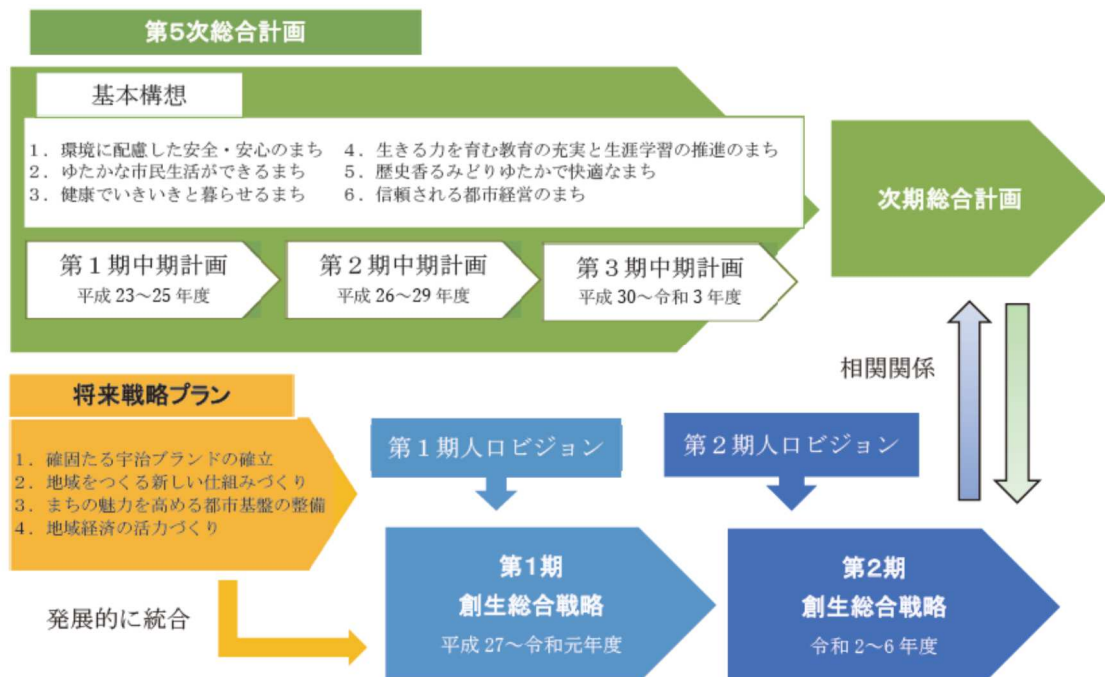 第5次総合計画
基本構想
1．環境に配慮した安全・安心のまち
2．ゆたかな市民生活ができるまち
3．健康でいきいきと暮らせるまち
4．生きる力を育む教育の充実と生涯学習の推進のまち
5．歴史香るみどりゆたかで快適なまち
6．信頼される都市経営のまち
第1期中期計画
平成 23～25 年度
第2期中期計画
平成 26～29 年度
第3期中期計画
平成 30～令和 3 年度
次期総合計画
相関関係
将来戦略プラン
1．確固たる宇治ブランドの確立
2．地域をつくる新しい仕組みづくり
3．まちの魅力を高める都市基盤の整備
4．地域経済の活力づくり
発展的に統合
第1期人口ビジョン
第1期
創生総合戦略
平成 27～令和元年度
第2期人口ビジョン
第2期
創生総合戦略
令和 2～6 年度